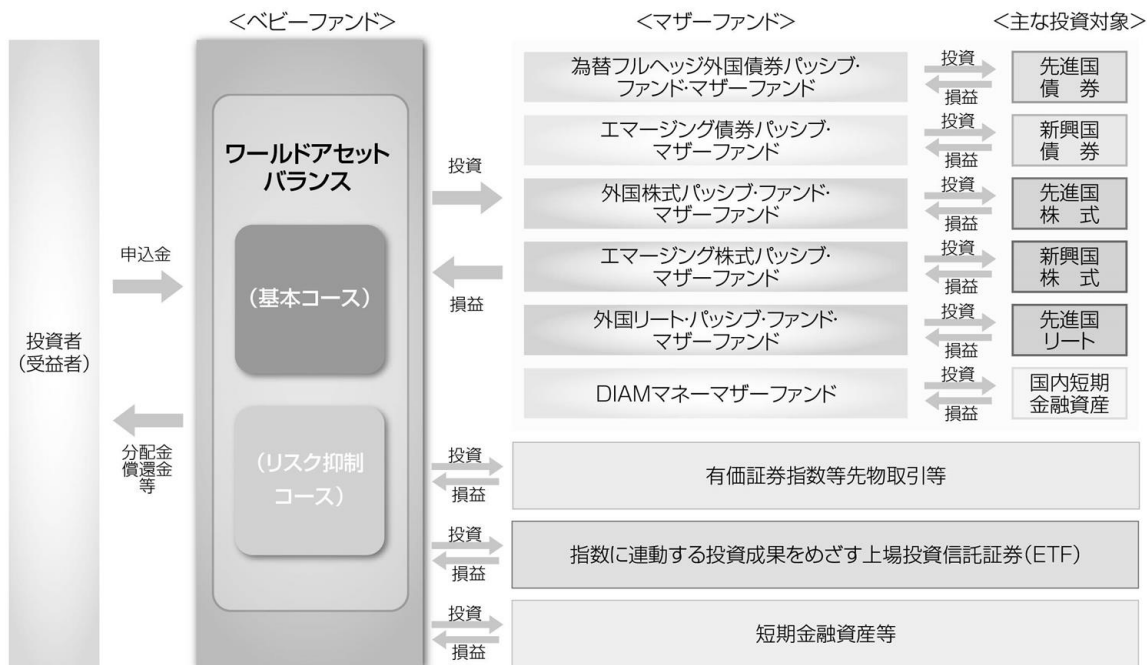 <ベビーファンド>
<マザーファンド>
<主な投資対象>
投資者
(受益者)
申込金
分配金
償還金
等
ワールドアセット
バランス
(基本コース)
(リスク抑制
コース)
投資
損益
為替フルヘッジ外国債券パッシブ・
ファンド・マザーファンド
投資
損益
先進国
債 券
エマージング債券パッシブ・
マザーファンド
投資
損益
新興国
債 券
外国株式パッシブ・ファンド・
マザーファンド
投資
損益
先進国
株 式
エマージング株式パッシブ・
マザーファンド
投資
損益
新興国
株 式
外国リート・パッシブ・ファンド・
マザーファンド
投資
損益
先進国
リート
DIAMマネーマザーファンド
投資
損益
国内短期
金融資産
投資
損益
有価証券指数等先物取引等
投資
損益
指数に連動する投資成果をめざす上場投資信託証券(ETF)
投資
損益
短期金融資産等